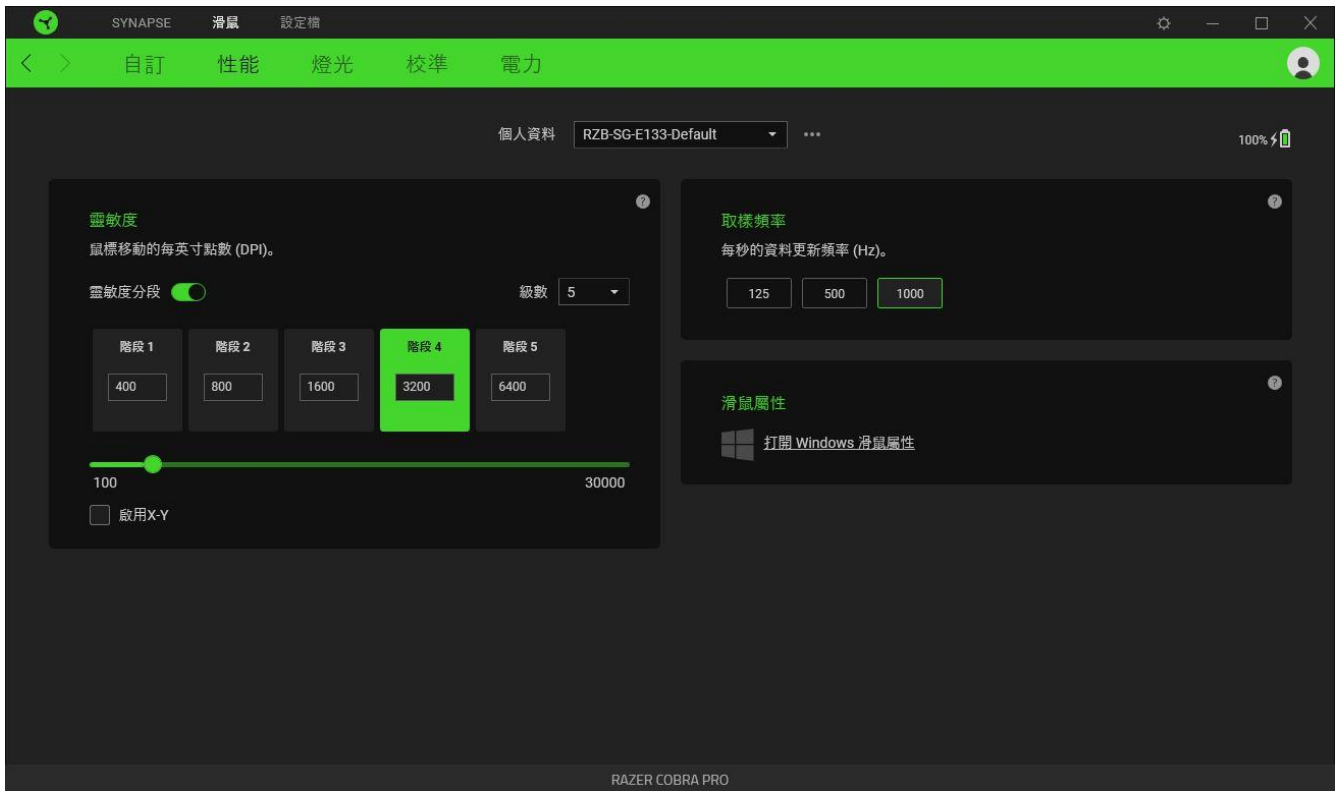 SYNAPSE 滑鼠 設定檔
自訂 性能 燈光 校準 電力
個人資料 RZB-SG-E133-Default
100%
靈敏度
鼠標移動的每英寸點數 (DPI)。
靈敏度分段 級數 5
階段 1 階段 2 階段 3 階段 4 階段 5
400 800 1600 3200 6400
100 30000
啟用X-Y
取樣頻率
每秒的資料更新頻率 (Hz)。
125 500 1000
滑鼠屬性
打開 Windows 滑鼠屬性
RAZER COBRA PRO